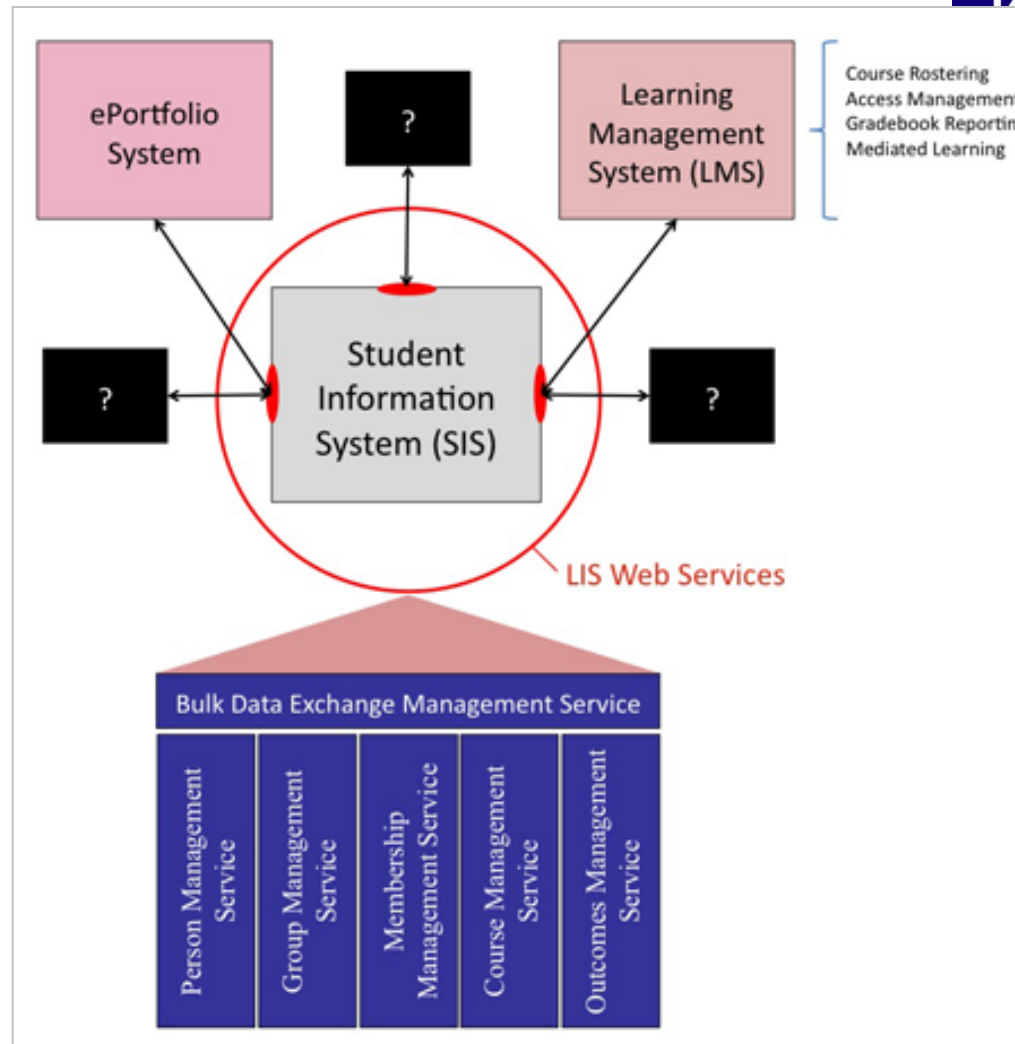 ePortfolio
System
?
Learning
Management
System (LMS)
Course Rostering
Access Management
Gradebook Reportin
Mediated Learning
?
Student
Information
System (SIS)
?
LIS Web Services
Bulk Data Exchange Management Service
Person Management
Service
Group Management
Service
Membership
Management Service
Course Management
Service
Outcomes Management
Service